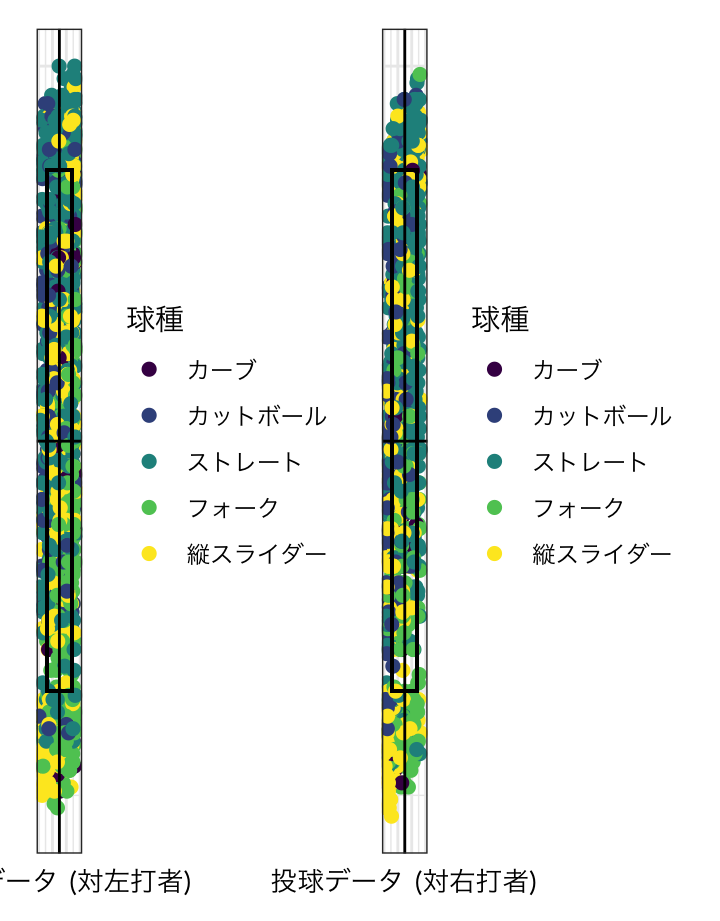 球種
カーブ
カットボール
ストレート
フォーク
縦スライダー
球種
カーブ
カットボール
ストレート
フォーク
縦スライダー
データ (対左打者)
投球データ (対右打者)